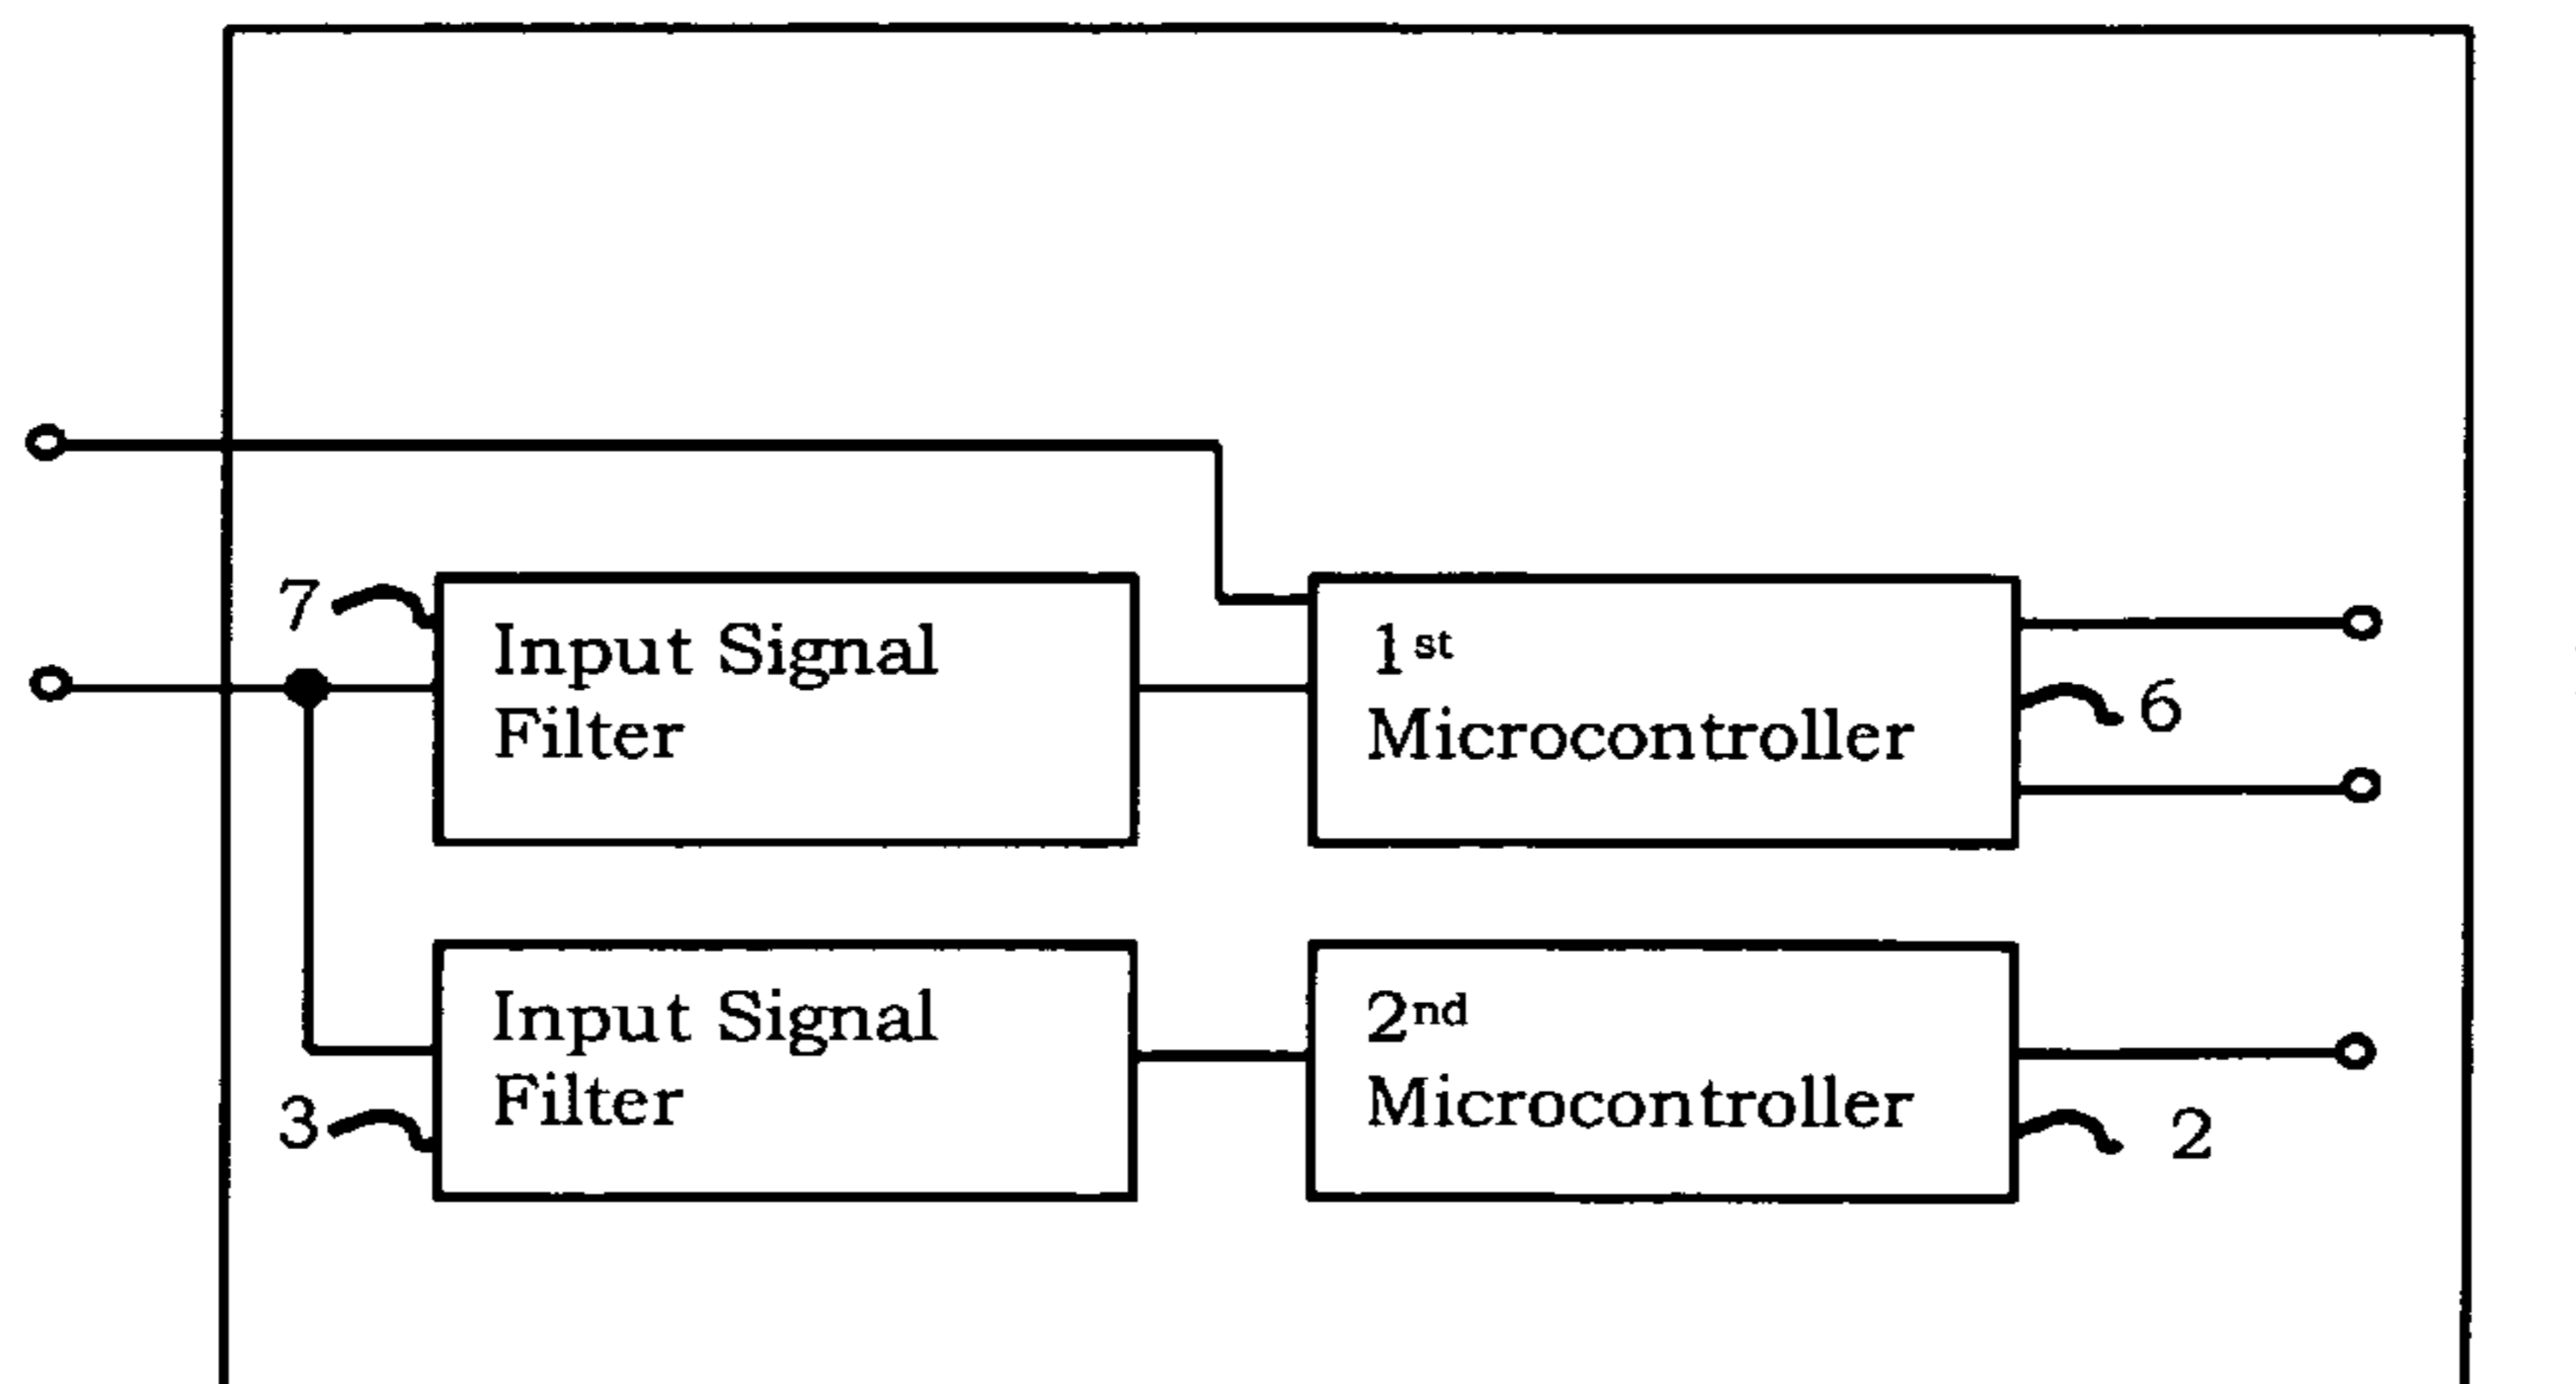 7
Input Signal
Filter
1st
Microcontroller
6
Input Signal
Filter
3
2nd
Microcontroller
2